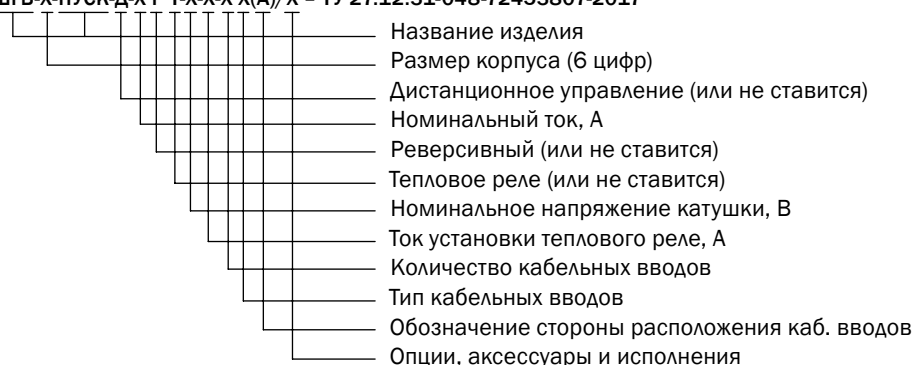 ЩГВ-Х-ПУСК-Д-Х Г Т-Х-Х-Х Х(А)/ Х – ТУ 27.12.31-048-72453807-2017
Название изделия
Размер корпуса (6 цифр)
Дистанционное управление (или не ставится)
Номинальный ток, А
Реверсивный (или не ставится)
Тепловое реле (или не ставится)
Номинальное напряжение катушки, В
Ток установки теплового реле, А
Количество кабельных вводов
Тип кабельных вводов
Обозначение стороны расположения каб. вводов
Опции, аксессуары и исполнения